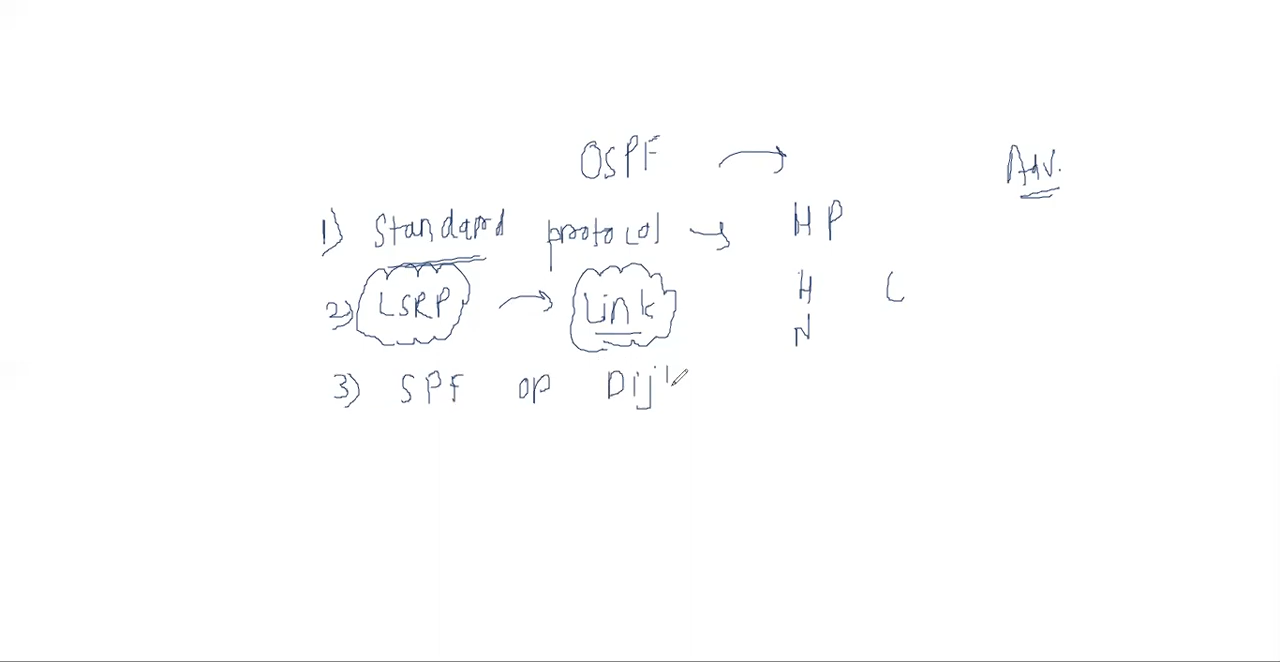 OSPF → Adv.
1) Standard protocol → HP
2) LSRP → Link H C
N
3) SPF or Dij